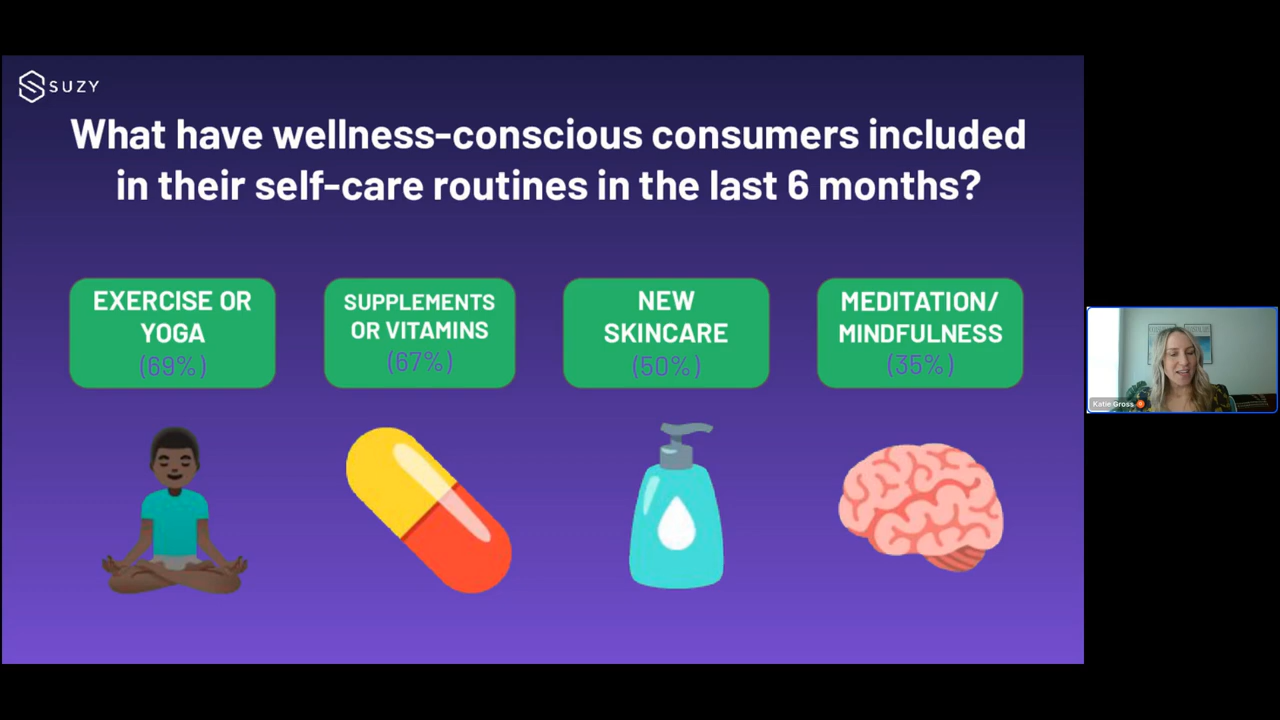 SUZY
What have wellness-conscious consumers included
in their self-care routines in the last 6 months?
EXERCISE OR
YOGA
(69%)
SUPPLEMENTS
OR VITAMINS
(67%)
NEW
SKINCARE
(50%)
MEDITATION/
MINDFULNESS
(35%)
Katie Gross